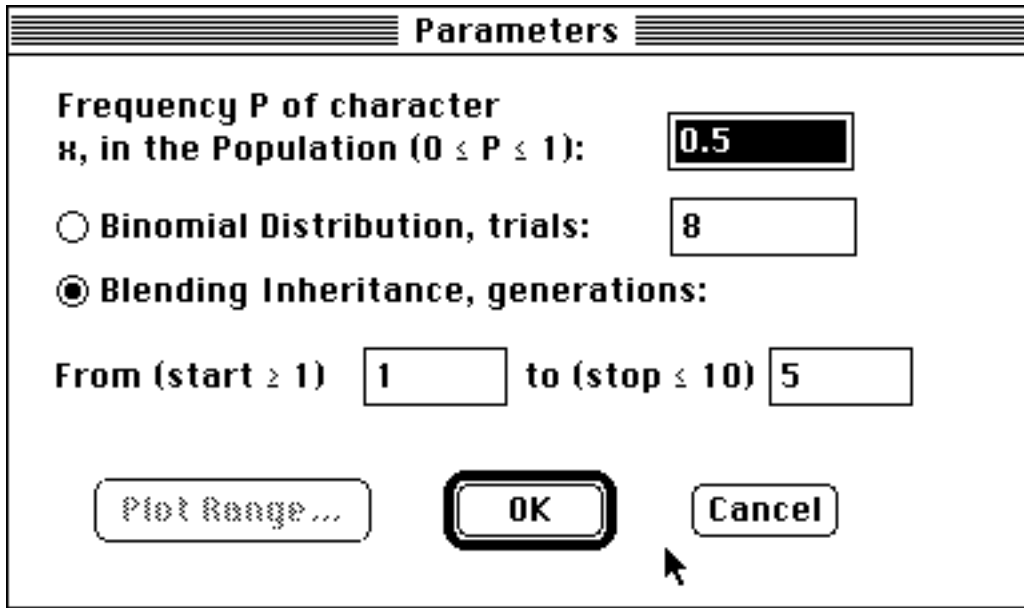 Parameters
Frequency P of character
x, in the Population (0 ≤ P ≤ 1): 0.5
Binomial Distribution, trials: 8
Blending Inheritance, generations:
From (start ≥ 1) 1 to (stop ≤ 10) 5
Plot Range... OK Cancel